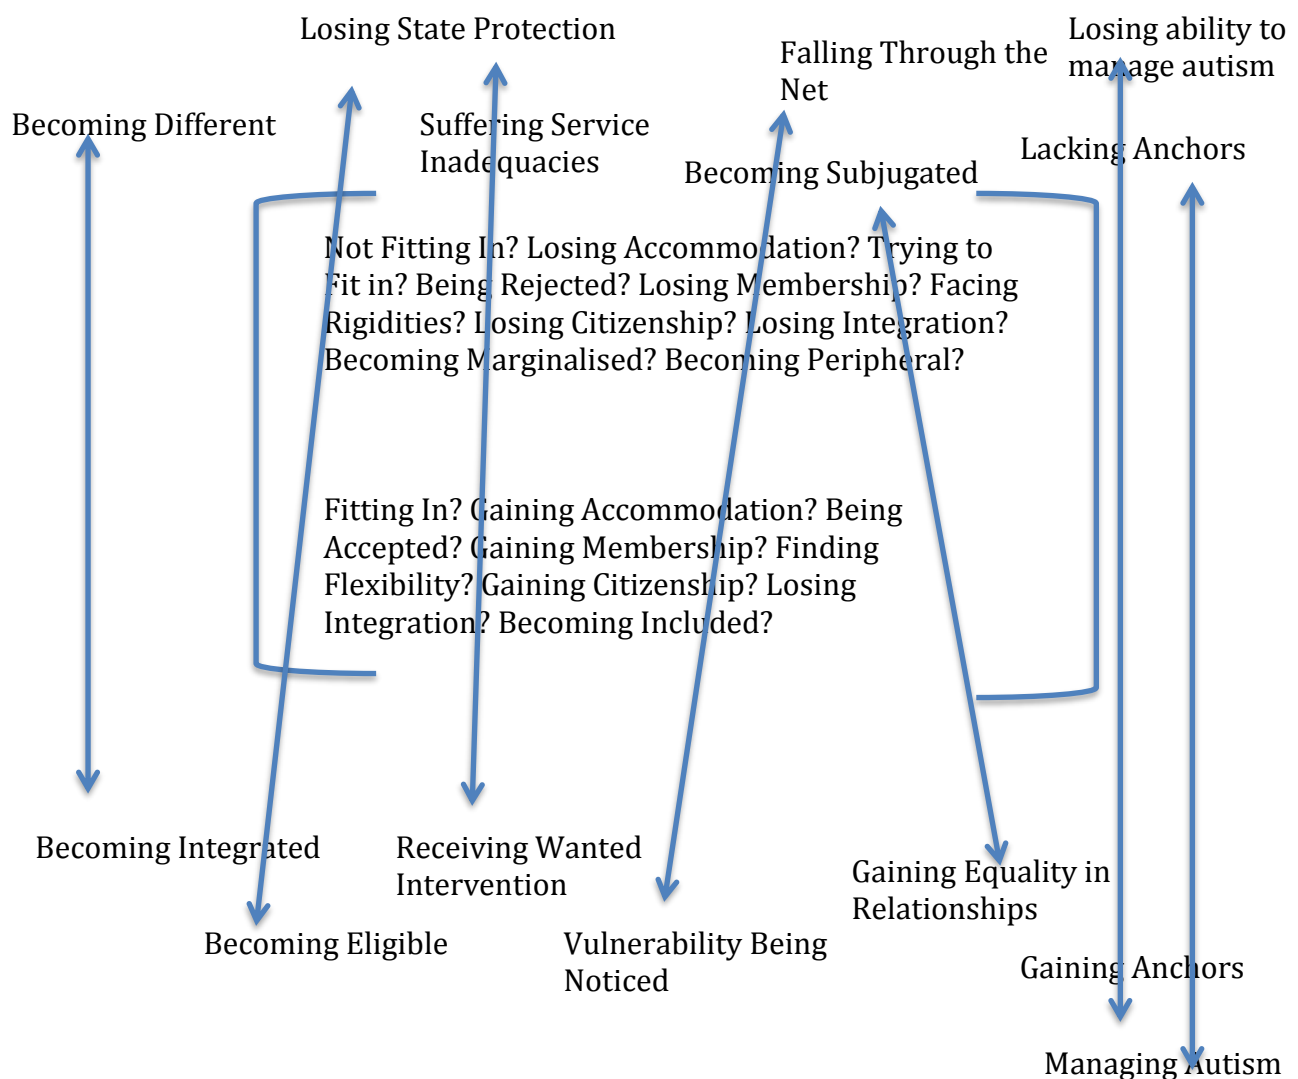 Losing State Protection
Falling Through the
Net
Losing ability to
manage autism
Becoming Different
Suffering Service
Inadequacies
Becoming Subjugated
Lacking Anchors
Not Fitting In? Losing Accommodation? Trying to
Fit in? Being Rejected? Losing Membership? Facing
Rigidities? Losing Citizenship? Losing Integration?
Becoming Marginalised? Becoming Peripheral?
Fitting In? Gaining Accommodation? Being
Accepted? Gaining Membership? Finding
Flexibility? Gaining Citizenship? Losing
Integration? Becoming Included?
Becoming Integrated
Receiving Wanted
Intervention
Gaining Equality in
Relationships
Becoming Eligible
Vulnerability Being
Noticed
Gaining Anchors
Managing Autism